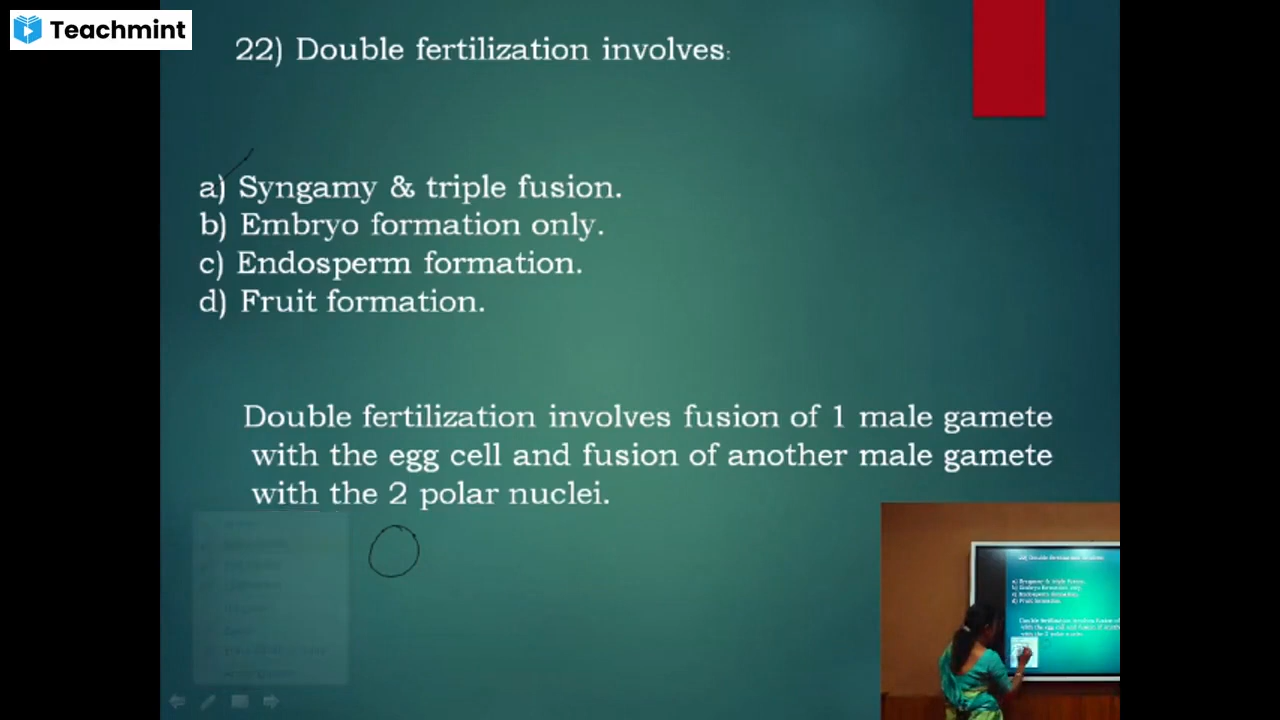 Teachmint
22) Double fertilization involves:
a) Syngamy & triple fusion.
b) Embryo formation only.
c) Endosperm formation.
d) Fruit formation.
Double fertilization involves fusion of 1 male gamete
with the egg cell and fusion of another male gamete
with the 2 polar nuclei.